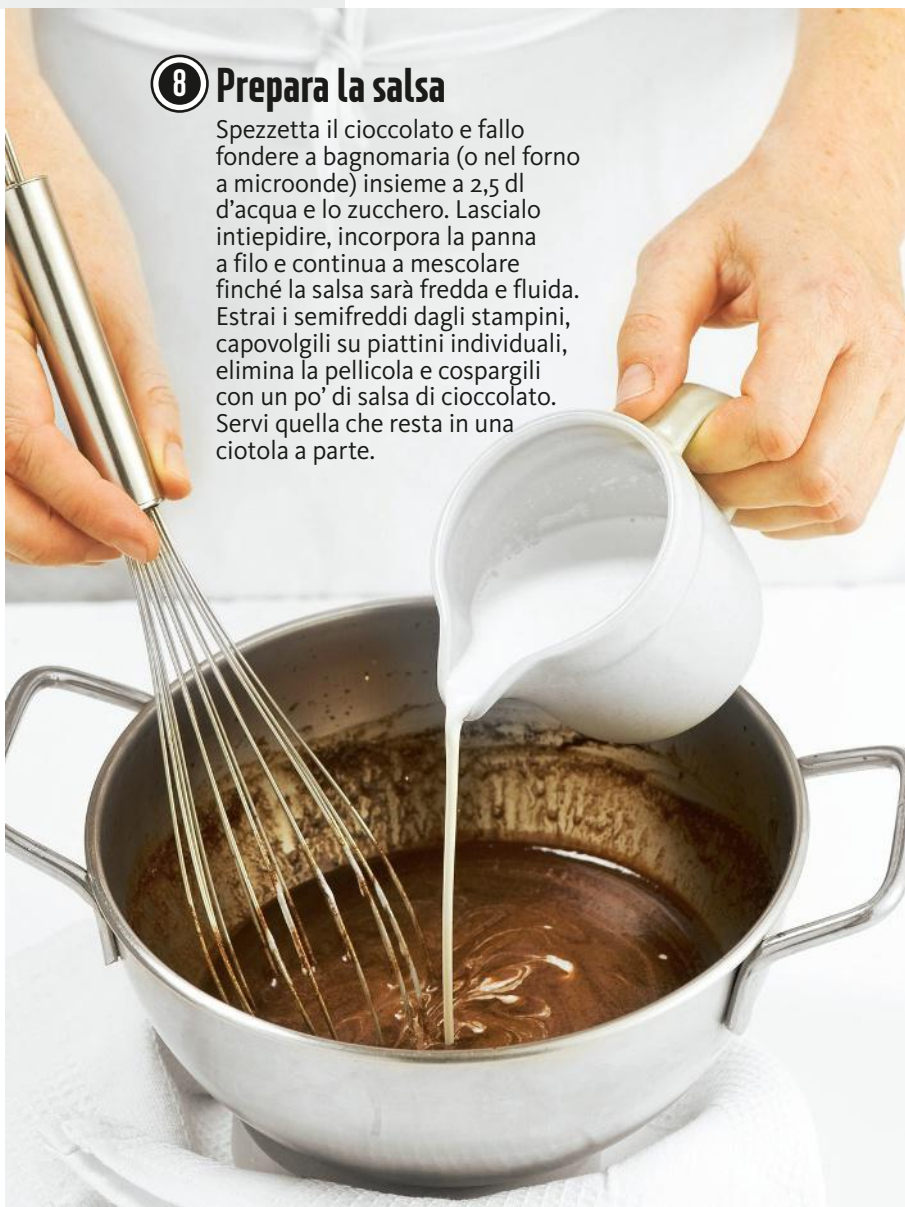 8 Prepara la salsa
Spezzetta il cioccolato e fallo
fondere a bagnomaria (o nel forno
a microonde) insieme a 2,5 dl
d’acqua e lo zucchero. Lascialo
intiepidire, incorpora la panna
a filo e continua a mescolare
finché la salsa sarà fredda e fluida.
Estrai i semifreddi dagli stampini,
capovolgili su piattini individuali,
elimina la pellicola e cospargili
con un po’ di salsa di cioccolato.
Servi quella che resta in una
ciotola a parte.